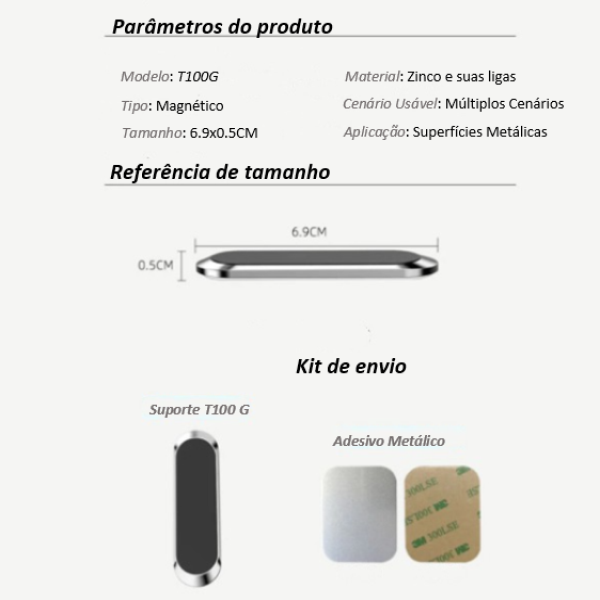 Parâmetros do produto
Modelo: T100G
Material: Zinco e suas ligas
Tipo: Magnético
Cenário Usável: Múltiplos Cenários
Tamanho: 6.9x0.5CM
Aplicação: Superfícies Metálicas
Referência de tamanho
6.9CM
0.5CM
Kit de envio
Suporte T100 G
Adesivo Metálico
300LSE
3M 300LSE
3M 300LSE
3M